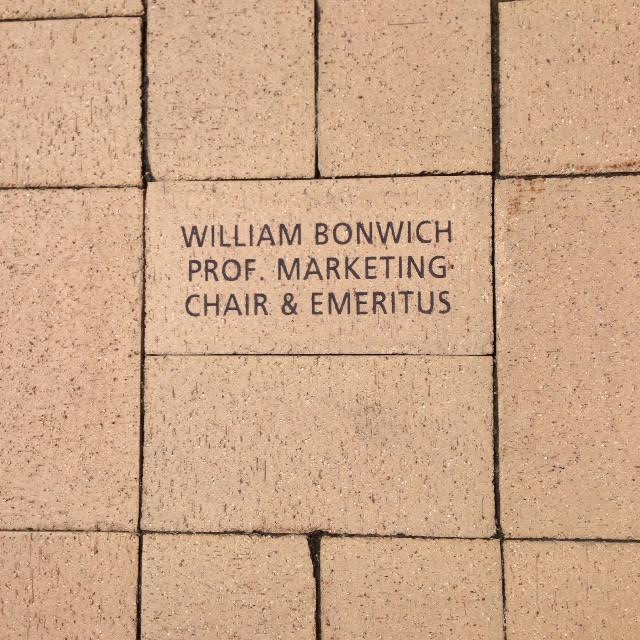 WILLIAM BONWICH
PROF. MARKETING
CHAIR & EMERITUS